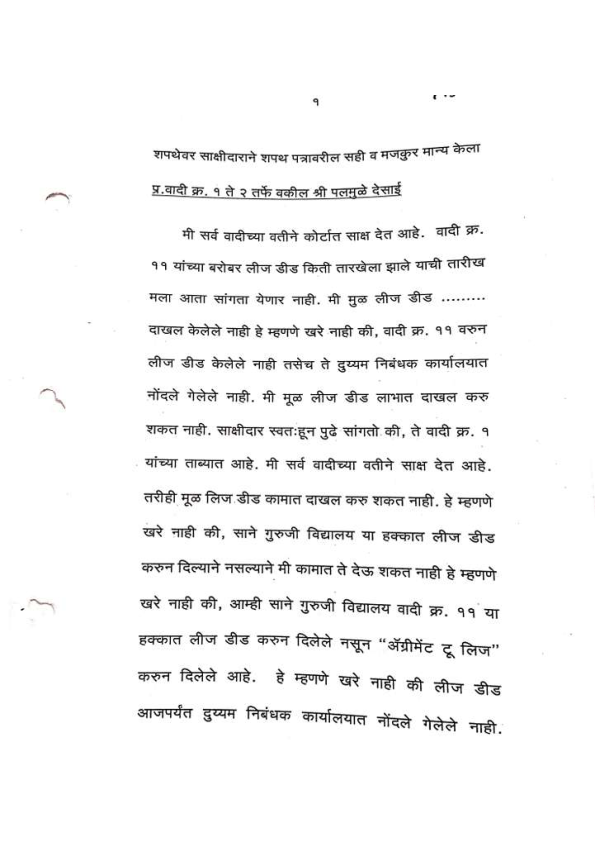 १
शपथेवर साक्षीदाराने शपथ पत्रावरील सही व मजकुर मान्य केला
प्र.वादी क्र. १ ते २ तर्फे वकील श्री पलमुळे देसाई
मी सर्व वादीच्या वतीने कोर्टात साक्ष देत आहे. वादी क्र.
११ यांच्या बरोबर लीज डीड किती तारखेला झाले याची तारीख
मला आता सांगता येणार नाही. मी मुळ लीज डीड .........
दाखल केलेले नाही हे म्हणणे खरे नाही की, वादी क्र. ११ वरुन
लीज डीड केलेले नाही तसेच ते दुय्यम निबंधक कार्यालयात
नोंदले गेलेले नाही. मी मूळ लीज डीड लाभात दाखल करु
शकत नाही. साक्षीदार स्वतःहून पुढे सांगतो की, ते वादी क्र. १
यांच्या ताब्यात आहे. मी सर्व वादीच्या वतीने साक्ष देत आहे.
तरीही मूळ लिज डीड कामात दाखल करु शकत नाही. हे म्हणणे
खरे नाही की, साने गुरुजी विद्यालय या हक्कात लीज डीड
करुन दिल्याने नसल्याने मी कामात ते देऊ शकत नाही हे म्हणणे
खरे नाही की, आम्ही साने गुरुजी विद्यालय वादी क्र. ११ या
हक्कात लीज डीड करुन दिलेले नसून “अ‍ॅग्रीमेंट टू लिज”
करुन दिलेले आहे. हे म्हणणे खरे नाही की लीज डीड
आजपर्यंत दुय्यम निबंधक कार्यालयात नोंदले गेलेले नाही.